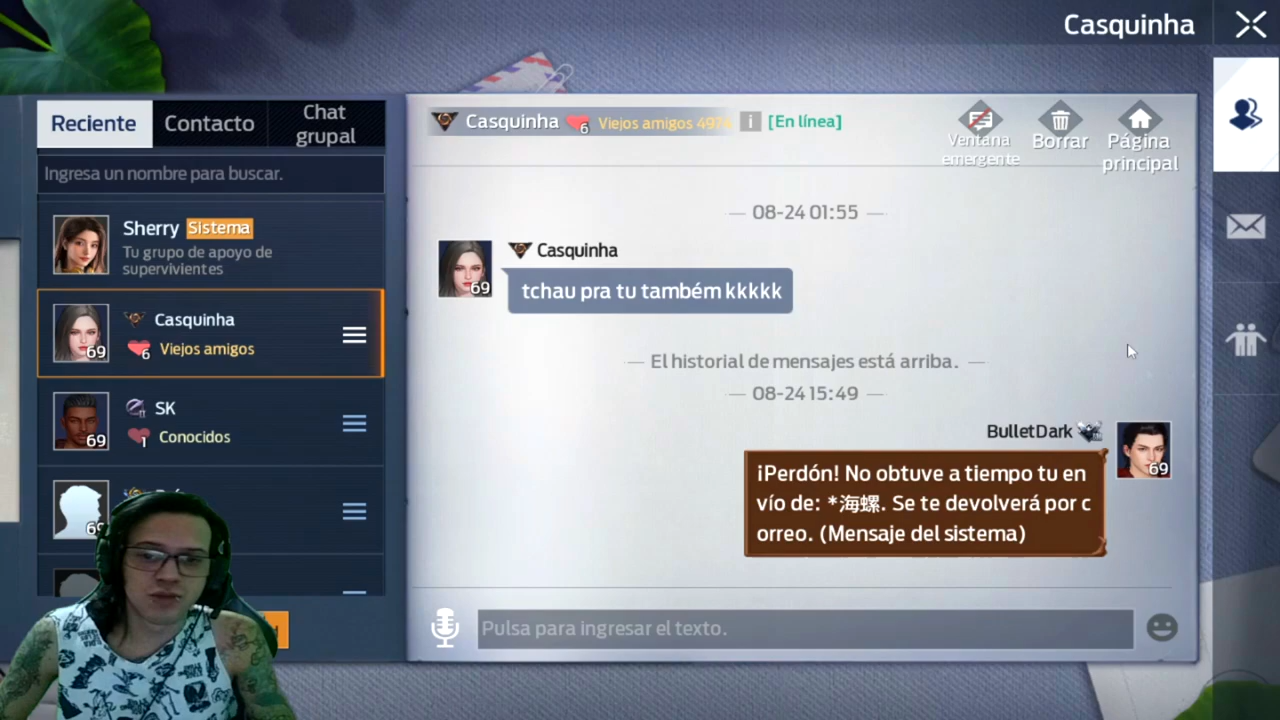 Casquinha
Reciente
Contacto
Chat
grupal
Ingresa un nombre para buscar.
Sherry Sistema
Tu grupo de apoyo de
supervivientes
Casquinha
69
6 Viejos amigos
SK
69
1 Conocidos
Casquinha 6 Viejos amigos i [En línea]
Ventana
emergente
Borrar
Página
principal
08-24 01:55
Casquinha
69
tchau pra tu também kkkkk
El historial de mensajes está arriba.
08-24 15:49
BulletDark
69
¡Perdón! No obtuve a tiempo tu en
vío de: *海螺. Se te devolverá por c
orreo. (Mensaje del sistema)
Pulsa para ingresar el texto.